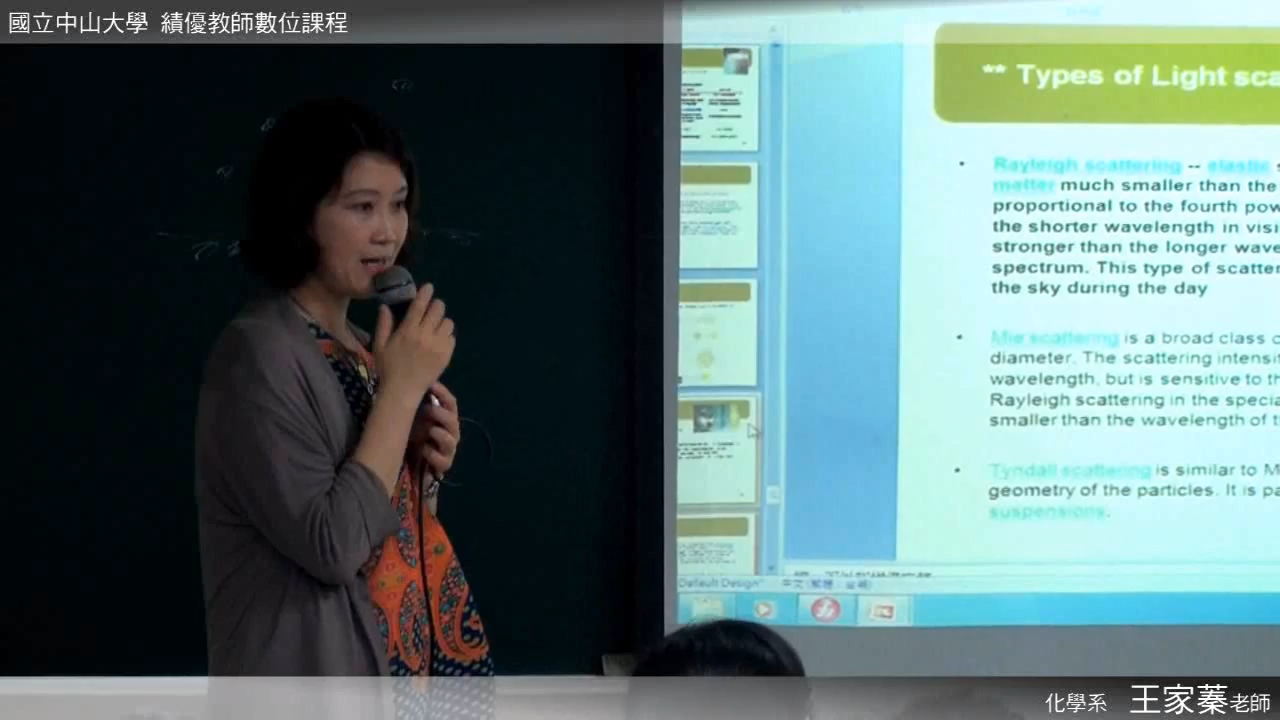 國立中山大學 績優教師數位課程
** Types of Light sca
• Rayleigh scattering -- elastic s
matter much smaller than the
proportional to the fourth pow
the shorter wavelength in visi
stronger than the longer wave
spectrum. This type of scatter
the sky during the day
• Mie scattering is a broad class o
diameter. The scattering intensit
wavelength, but is sensitive to th
Rayleigh scattering in the specia
smaller than the wavelength of t
• Tyndall scattering is similar to M
geometry of the particles. It is pa
suspensions.
Default Design"
化學系 王家蓁老師